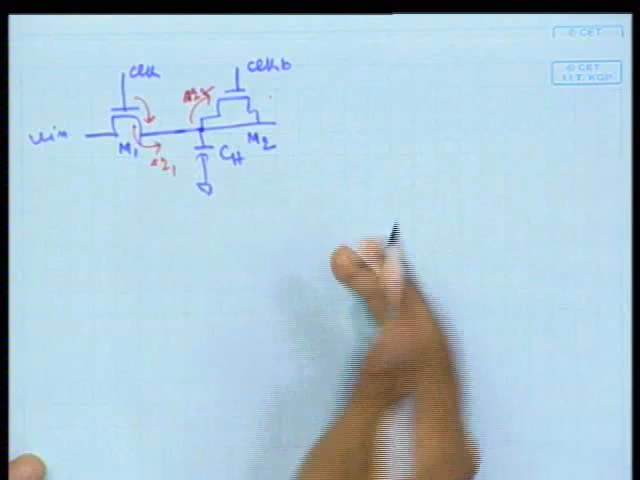 © CET
© CET
I.I.T. KGP
clk
clkb
Δq2
Vin
M1
Δq1
CH
M2